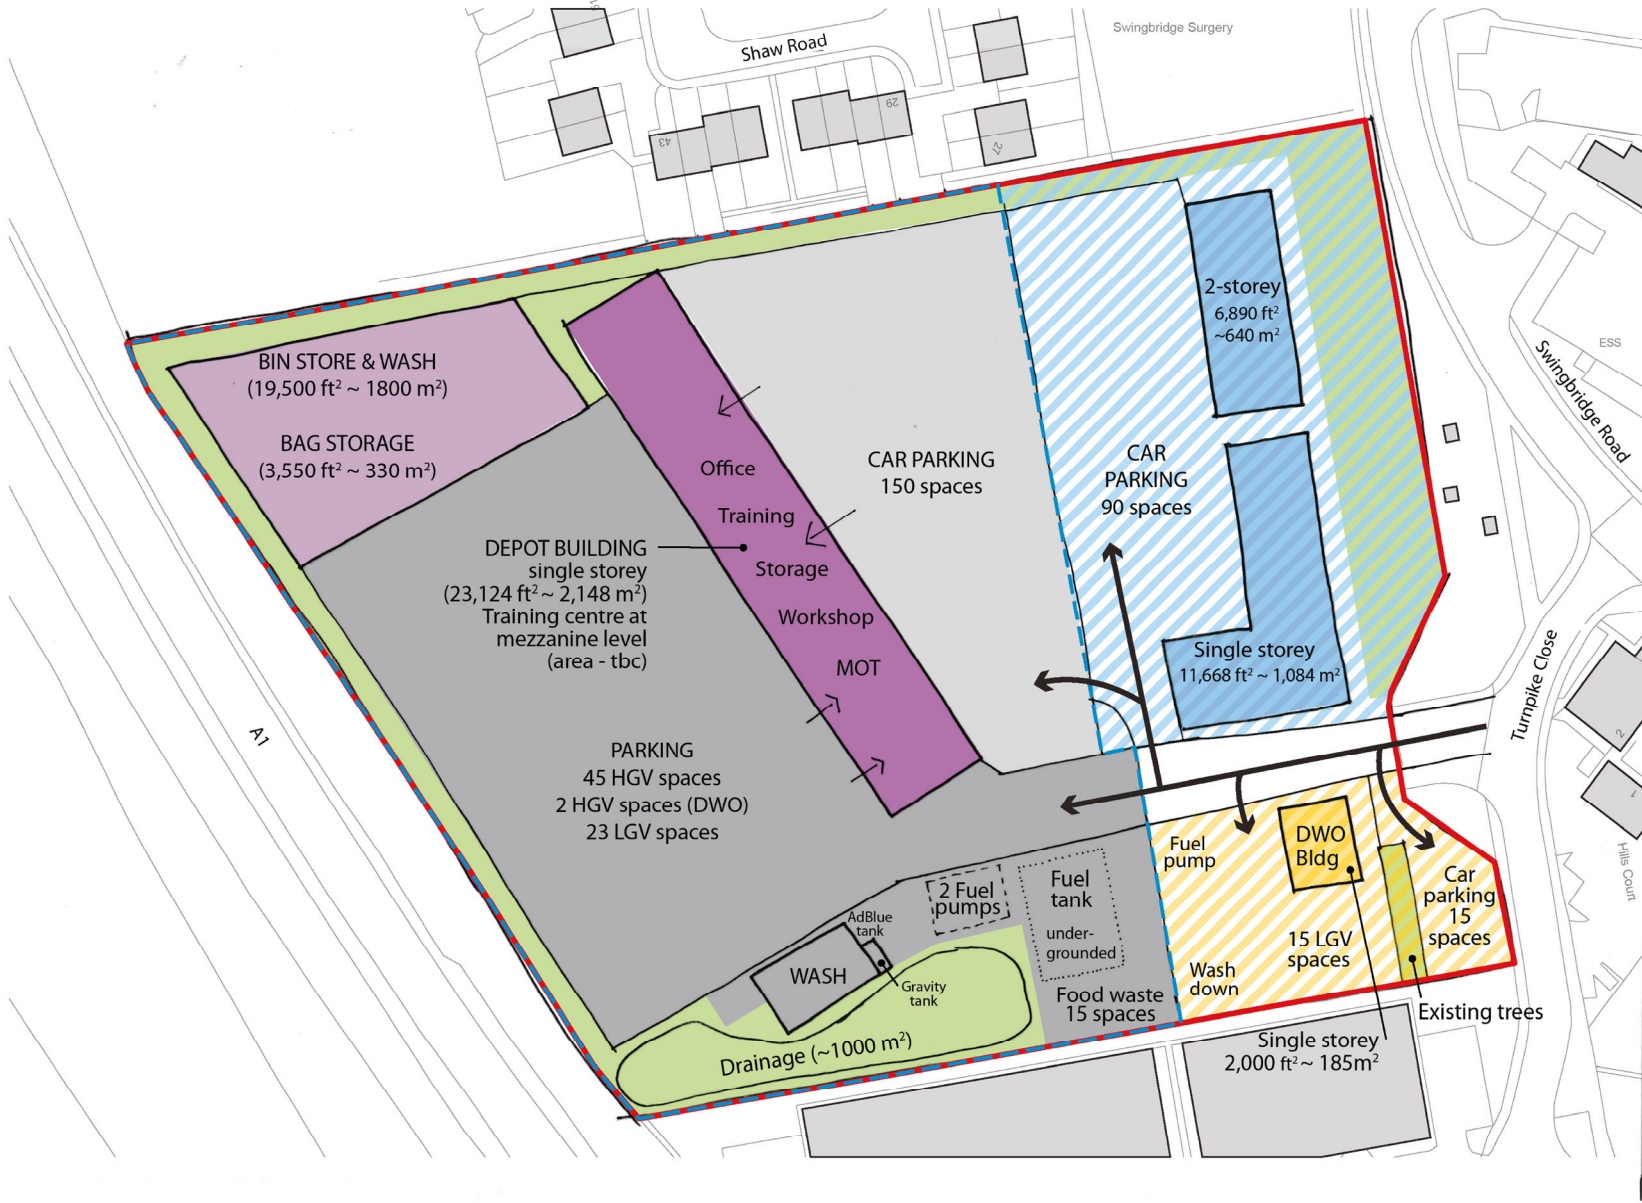 Swingbridge Surgery
Shaw Road
19
43
29
27
BIN STORE & WASH
(19,500 ft² ~ 1800 m²)
BAG STORAGE
(3,550 ft² ~ 330 m²)
2-storey
6,890 ft²
~640 m²
ESS
Swingbridge Road
Office
Training
Storage
Workshop
MOT
CAR PARKING
150 spaces
CAR
PARKING
90 spaces
DEPOT BUILDING
single storey
(23,124 ft² ~ 2,148 m²)
Training centre at
mezzanine level
(area - tbc)
Single storey
11,668 ft² ~ 1,084 m²
Turnpike Close
2
1
Hills Court
A1
PARKING
45 HGV spaces
2 HGV spaces (DWO)
23 LGV spaces
Fuel
pump
DWO
Bldg
Car
parking
15
spaces
2 Fuel
pumps
Fuel
tank
under-
grounded
AdBlue
tank
WASH
Gravity
tank
15 LGV
spaces
Wash
down
Food waste
15 spaces
Existing trees
Drainage (~1000 m²)
Single storey
2,000 ft² ~ 185m²